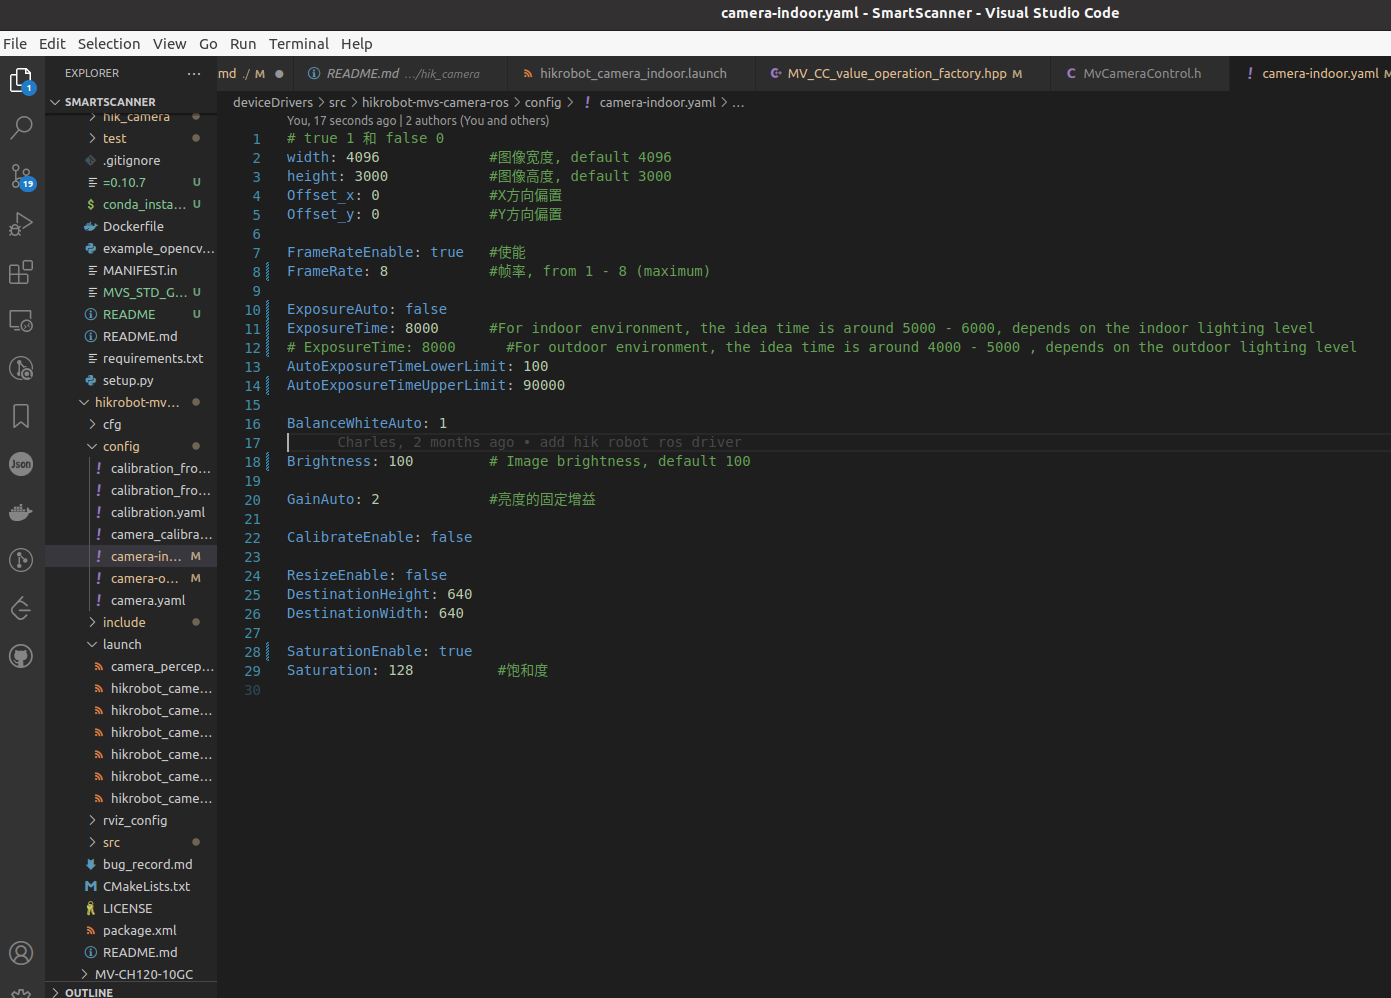 camera-indoor.yaml - SmartScanner - Visual Studio Code
File Edit Selection View Go Run Terminal Help
EXPLORER ...
md ./ M
README.md .../hik_camera
hikrobot_camera_indoor.launch
MV_CC_value_operation_factory.hpp M
C MvCameraControl.h
! camera-indoor.yaml M
SMARTSCANNER
deviceDrivers > src > hikrobot-mvs-camera-ros > config > ! camera-indoor.yaml > ...
1
19
Json
hik_camera
test
.gitignore
=0.10.7 U
$ conda_insta... U
Dockerfile
example_opencv...
MANIFEST.in
MVS_STD_G... U
README U
README.md
requirements.txt
setup.py
hikrobot-mv...
cfg
config
! calibration_fro...
! calibration_fro...
! calibration.yaml
! camera_calibra...
! camera-in... M
! camera-o... M
! camera.yaml
include
launch
camera_percep...
hikrobot_came...
hikrobot_came...
hikrobot_came...
hikrobot_came...
hikrobot_came...
hikrobot_came...
rviz_config
src
bug_record.md
M CMakeLists.txt
LICENSE
package.xml
README.md
MV-CH120-10GC
OUTLINE
You, 17 seconds ago | 2 authors (You and others)
1 # true 1 和 false 0
2 width: 4096 #图像宽度, default 4096
3 height: 3000 #图像高度, default 3000
4 Offset_x: 0 #X方向偏置
5 Offset_y: 0 #Y方向偏置
6
7 FrameRateEnable: true #使能
8 FrameRate: 8 #帧率, from 1 - 8 (maximum)
9
10 ExposureAuto: false
11 ExposureTime: 8000 #For indoor environment, the idea time is around 5000 - 6000, depends on the indoor lighting level
12 # ExposureTime: 8000 #For outdoor environment, the idea time is around 4000 - 5000 , depends on the outdoor lighting level
13 AutoExposureTimeLowerLimit: 100
14 AutoExposureTimeUpperLimit: 90000
15
16 BalanceWhiteAuto: 1
17 Charles, 2 months ago • add hik robot ros driver
18 Brightness: 100 # Image brightness, default 100
19
20 GainAuto: 2 #亮度的固定增益
21
22 CalibrateEnable: false
23
24 ResizeEnable: false
25 DestinationHeight: 640
26 DestinationWidth: 640
27
28 SaturationEnable: true
29 Saturation: 128 #饱和度
30